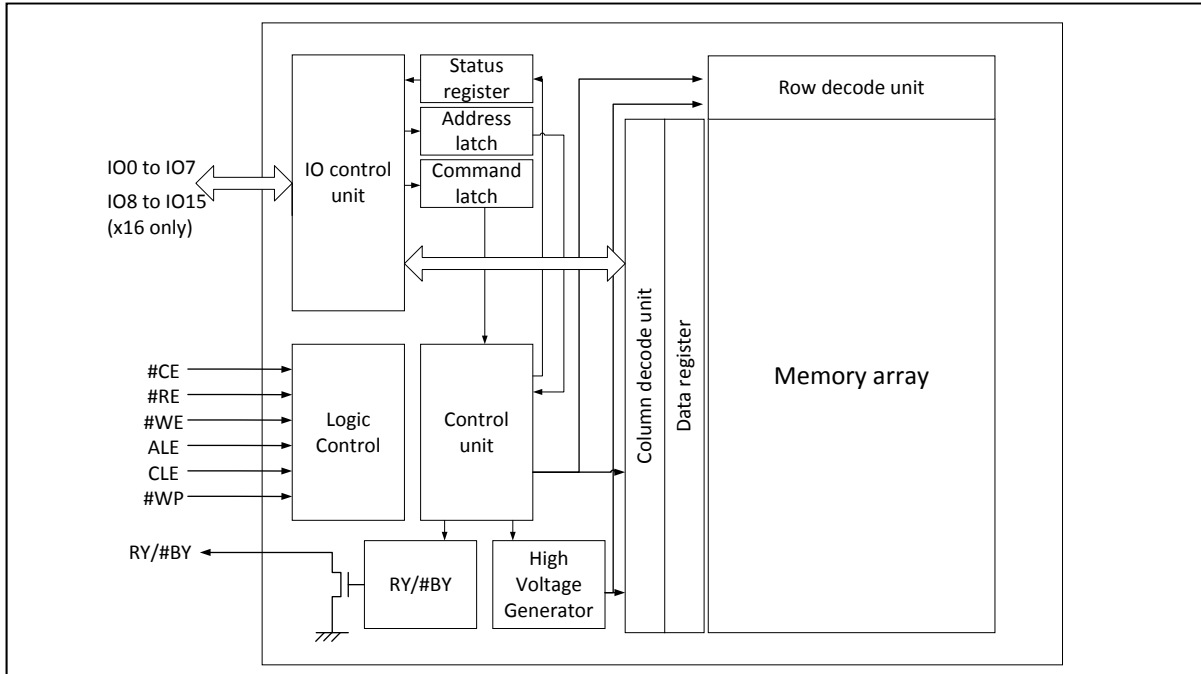 Status
register
Row decode unit
Address
latch
IO0 to IO7
IO control
unit
Command
latch
IO8 to IO15
(x16 only)
Column decode unit
Data register
Memory array
#CE
#RE
#WE
ALE
CLE
#WP
Logic
Control
Control
unit
RY/#BY
RY/#BY
High
Voltage
Generator